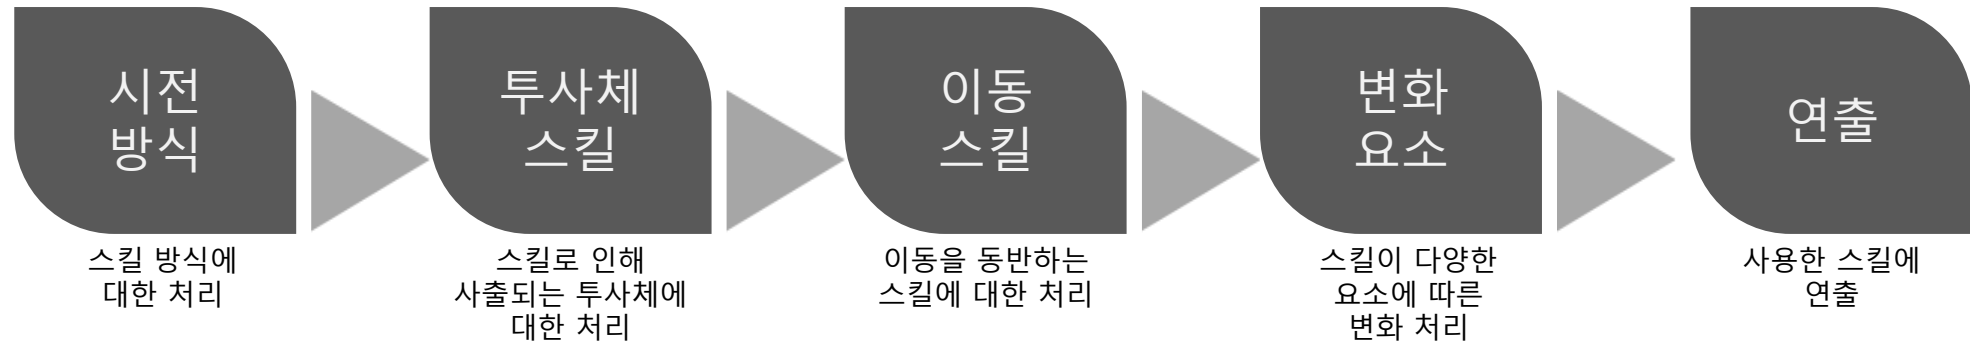 시전
방식
스킬 방식에
대한 처리
투사체
스킬
스킬로 인해
사출되는 투사체에
대한 처리
이동
스킬
이동을 동반하는
스킬에 대한 처리
변화
요소
스킬이 다양한
요소에 따른
변화 처리
연출
사용한 스킬에
연출